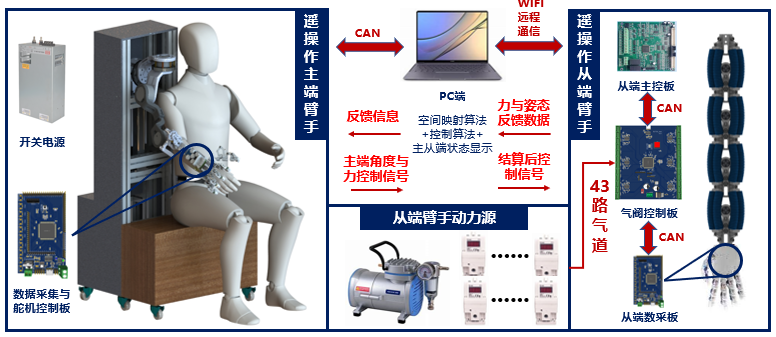 开关电源
数据采集与
舵机控制板
遥操作主端臂手
CAN
WIFI
远程
通信
PC端
反馈信息
空间映射算法
+控制算法+
主从端状态显示
力与姿态
反馈数据
主端角度与
力控制信号
结算后控
制信号
从端臂手动力源
43路气道
遥操作从端臂手
从端主控板
CAN
气阀控制板
CAN
从端数采板